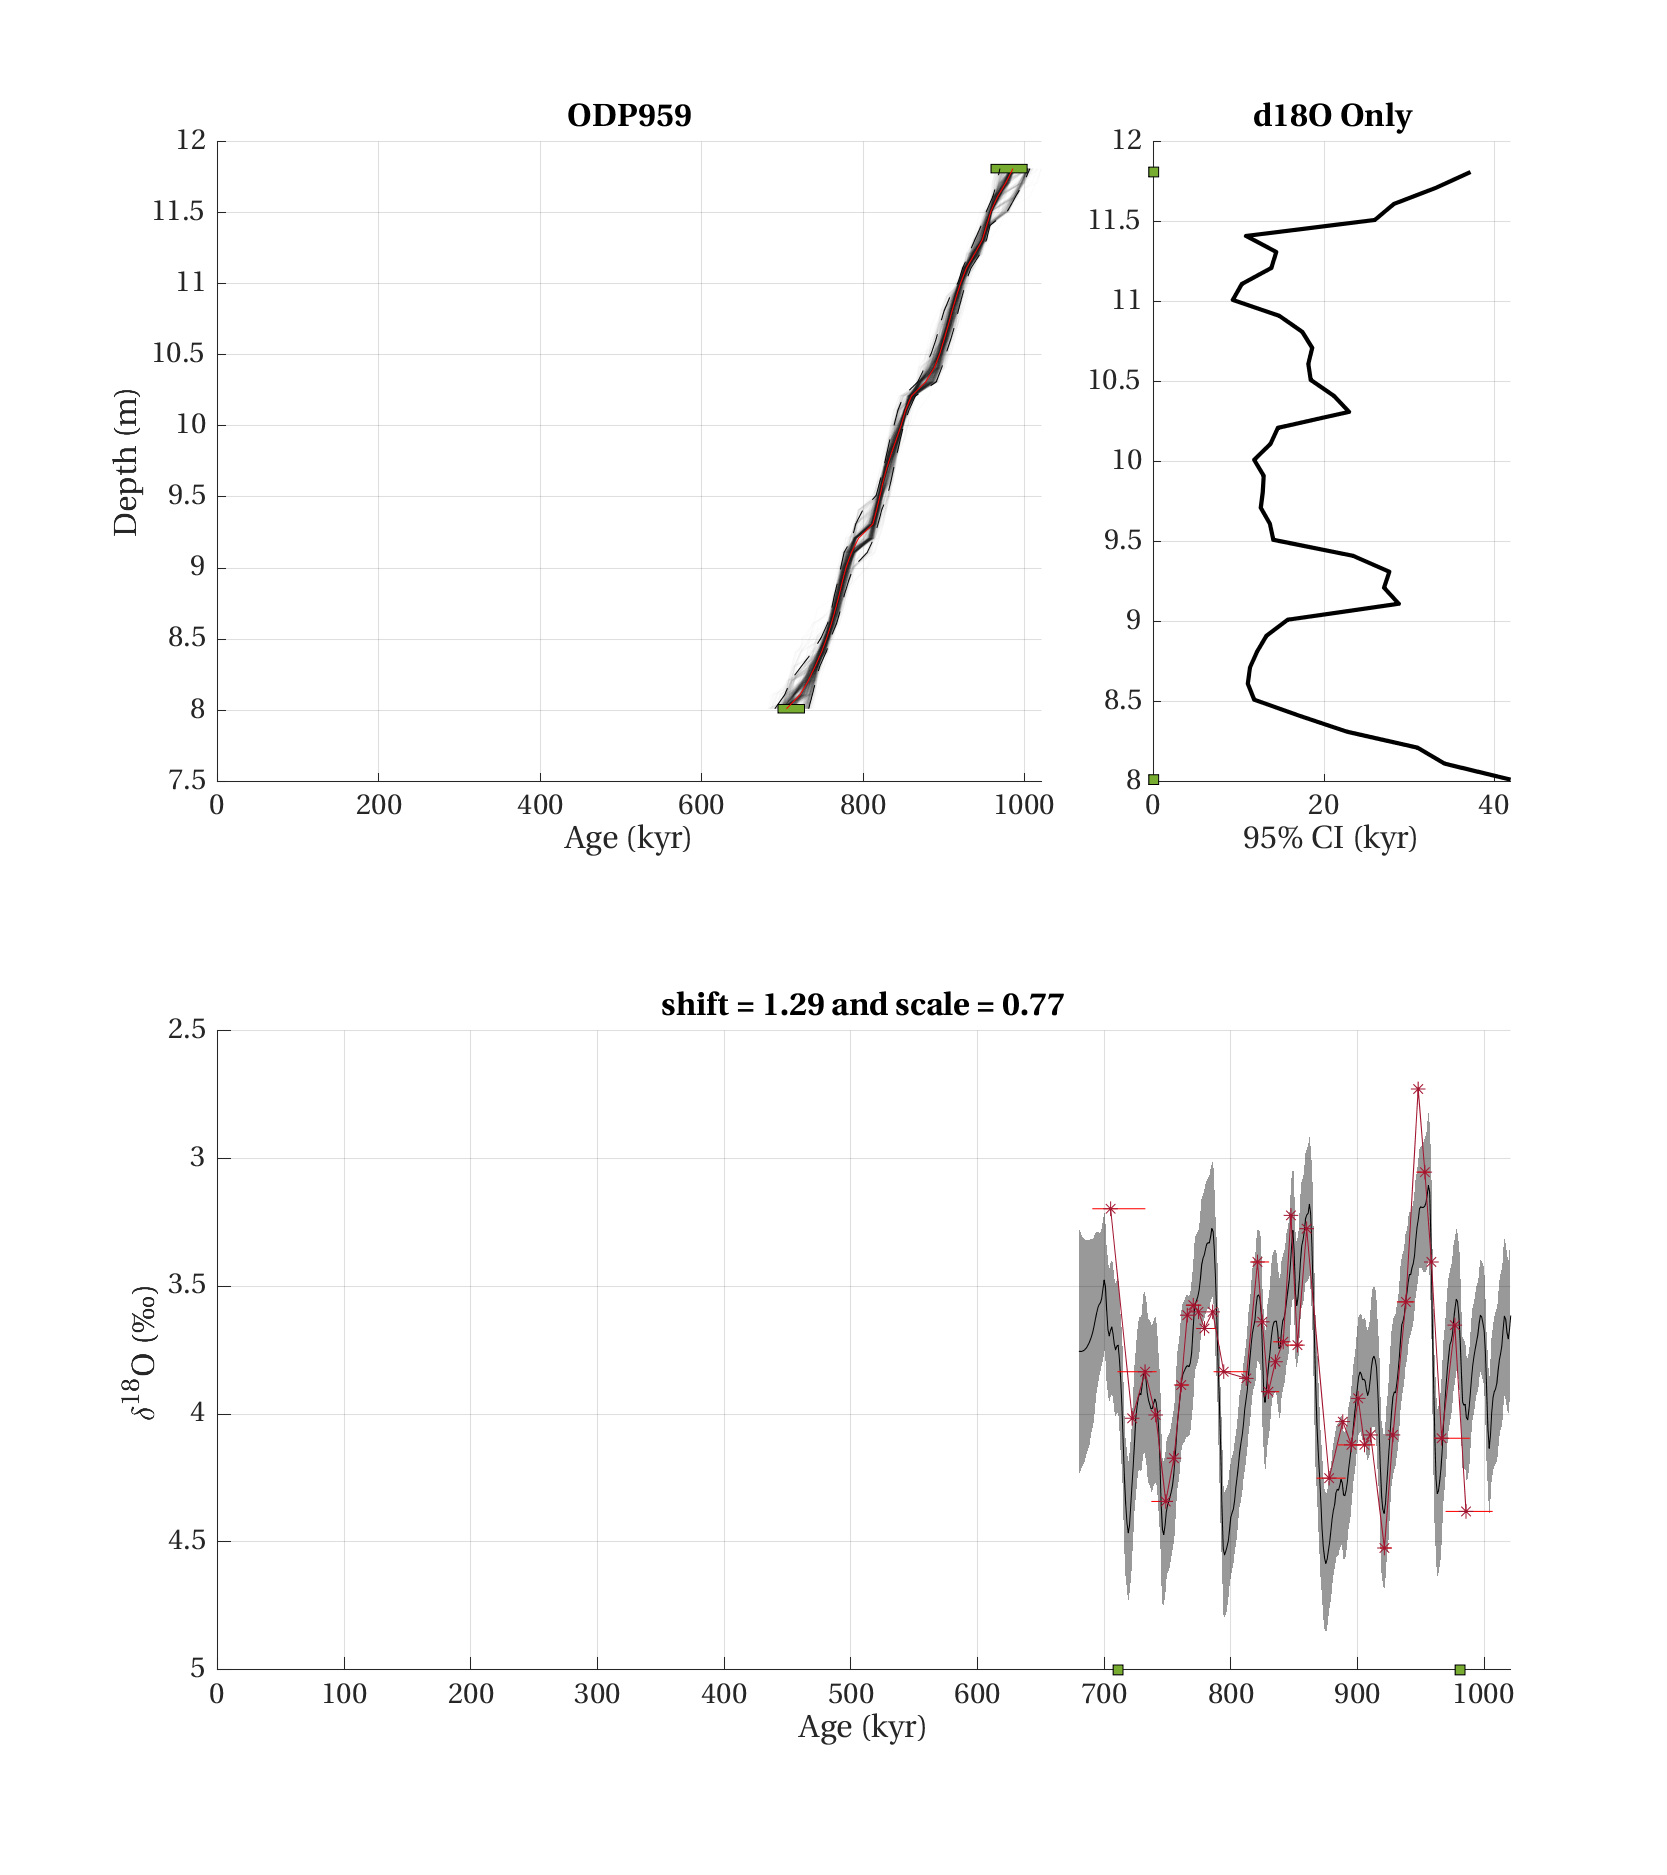 ODP959
12
11.5
11
10.5
10
9.5
9
8.5
8
7.5
Depth (m)
0 200 400 600 800 1000
Age (kyr)
d18O Only
12
11.5
11
10.5
10
9.5
9
8.5
8
0 20 40
95% CI (kyr)
shift = 1.29 and scale = 0.77
2.5
3
3.5
4
4.5
5
δ¹⁸O (‰)
0 100 200 300 400 500 600 700 800 900 1000
Age (kyr)